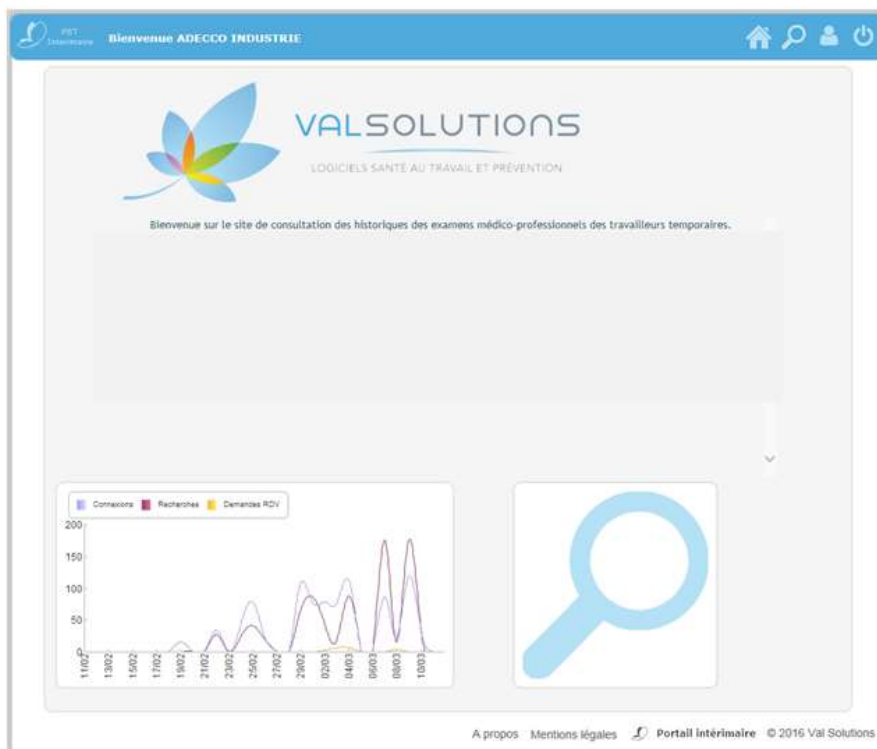 PST
Intérimaire
Bienvenue ADECCO INDUSTRIE
VALSOLUTIONS
LOGICIELS SANTÉ AU TRAVAIL ET PRÉVENTION
Bienvenue sur le site de consultation des historiques des examens médico-professionnels des travailleurs temporaires.
Connexions Recherches Demandes RDV
200
150
100
50
0
11/02 13/02 15/02 17/02 19/02 21/02 23/02 25/02 27/02 29/02 02/03 04/03 06/03 08/03 10/03
A propos Mentions légales Portail intérimaire © 2016 Val Solutions